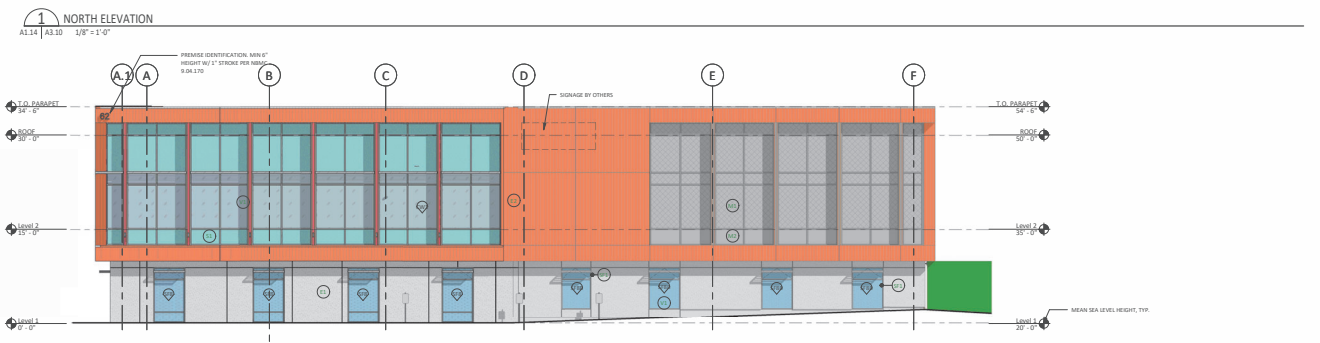 1
NORTH ELEVATION
A1.14
A3.10
1/8" = 1'-0"
PREMISE IDENTIFICATION. MIN 6"
HEIGHT W/ 1" STROKE PER NBMC
9.04.170
A.1
A
B
C
D
E
F
SIGNAGE BY OTHERS
T.O. PARAPET
34' - 6"
T.O. PARAPET
54' - 6"
ROOF
30' - 0"
ROOF
50' - 0"
Level 2
15' - 0"
Level 2
35' - 0"
Level 1
0' - 0"
Level 1
20' - 0"
MEAN SEA LEVEL HEIGHT, TYP.